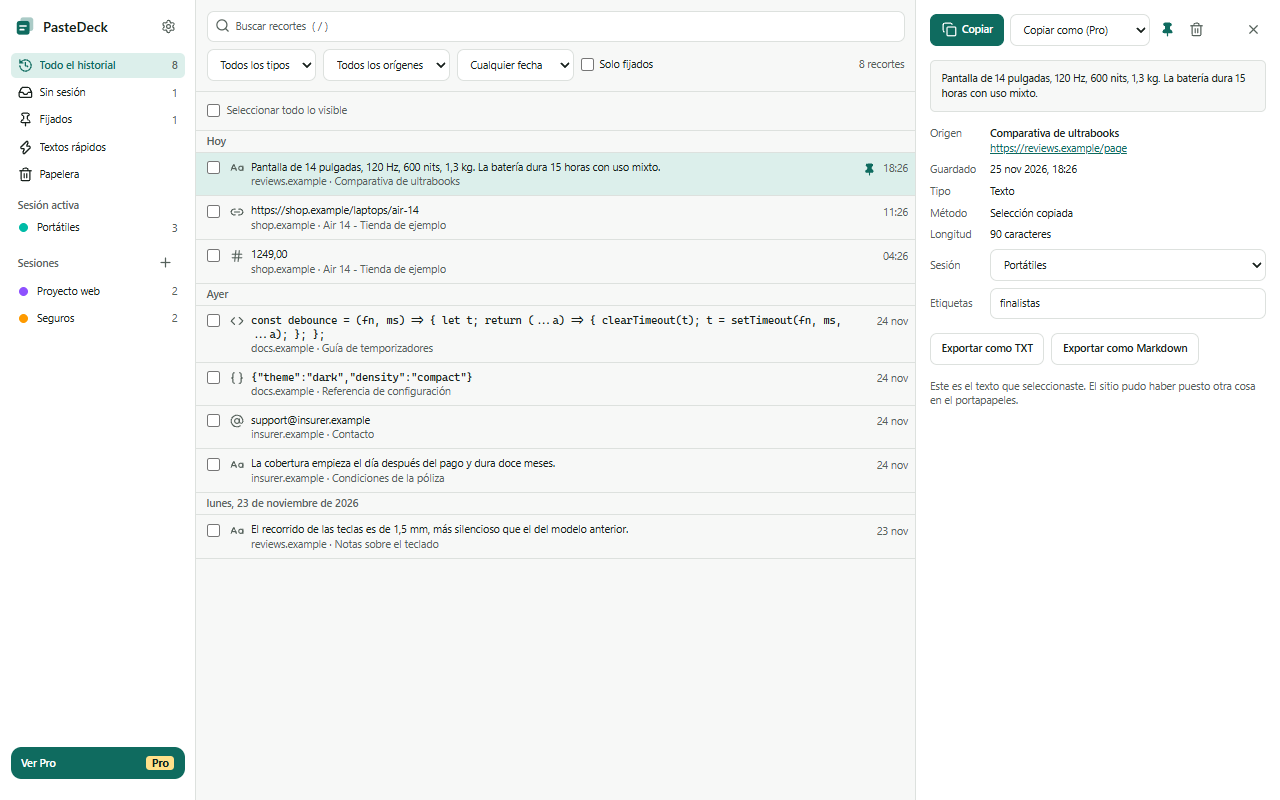 PasteDeck
Todo el historial 8
Sin sesión 1
Fijados 1
Textos rápidos
Papelera
Sesión activa
Portátiles 3
Sesiones
Proyecto web 2
Seguros 2
Ver Pro Pro
Buscar recortes ( / )
Todos los tipos Todos los orígenes Cualquier fecha Solo fijados 8 recortes
Seleccionar todo lo visible
Hoy
Aa Pantalla de 14 pulgadas, 120 Hz, 600 nits, 1,3 kg. La batería dura 15 horas con uso mixto. 18:26
reviews.example · Comparativa de ultrabooks
https://shop.example/laptops/air-14 11:26
shop.example · Air 14 - Tienda de ejemplo
# 1249,00 04:26
shop.example · Air 14 - Tienda de ejemplo
Ayer
<> const debounce = (fn, ms) => { let t; return (...a) => { clearTimeout(t); t = setTimeout(fn, ms, 24 nov
...a); }; };
docs.example · Guía de temporizadores
{} {"theme":"dark","density":"compact"} 24 nov
docs.example · Referencia de configuración
@ support@insurer.example 24 nov
insurer.example · Contacto
Aa La cobertura empieza el día después del pago y dura doce meses. 24 nov
insurer.example · Condiciones de la póliza
lunes, 23 de noviembre de 2026
Aa El recorrido de las teclas es de 1,5 mm, más silencioso que el del modelo anterior. 23 nov
reviews.example · Notas sobre el teclado
Copiar Copiar como (Pro)
Pantalla de 14 pulgadas, 120 Hz, 600 nits, 1,3 kg. La batería dura 15
horas con uso mixto.
Origen Comparativa de ultrabooks
https://reviews.example/page
Guardado 25 nov 2026, 18:26
Tipo Texto
Método Selección copiada
Longitud 90 caracteres
Sesión Portátiles
Etiquetas finalistas
Exportar como TXT Exportar como Markdown
Este es el texto que seleccionaste. El sitio pudo haber puesto otra cosa
en el portapapeles.